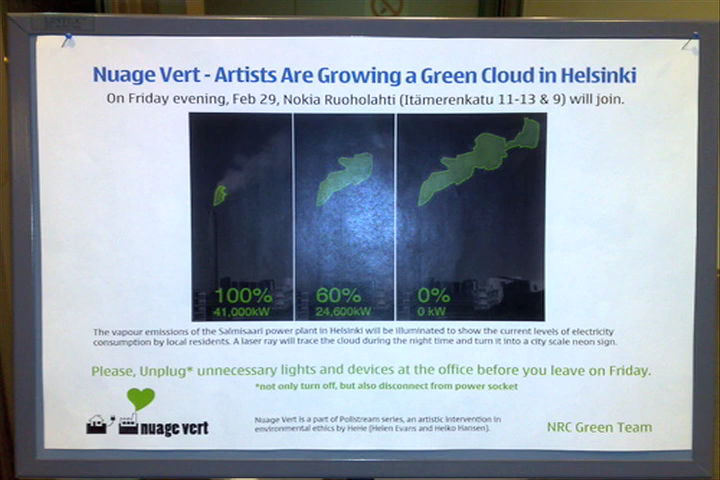 Nuage Vert - Artists Are Growing a Green Cloud in Helsinki
On Friday evening, Feb 29, Nokia Ruoholahti (Itämerenkatu 11-13 & 9) will join.
100%
41,000kW
60%
24,600kW
0%
0 kW
The vapour emissions of the Salmisaari power plant in Helsinki will be illuminated to show the current levels of electricity
consumption by local residents. A laser ray will trace the cloud during the night time and turn it into a city scale neon sign.
Please, Unplug* unnecessary lights and devices at the office before you leave on Friday.
*not only turn off, but also disconnect from power socket
nuage vert
Nuage Vert is a part of Pollstream series, an artistic intervention in
environmental ethics by HeHe (Helen Evans and Heiko Hansen).
NRC Green Team